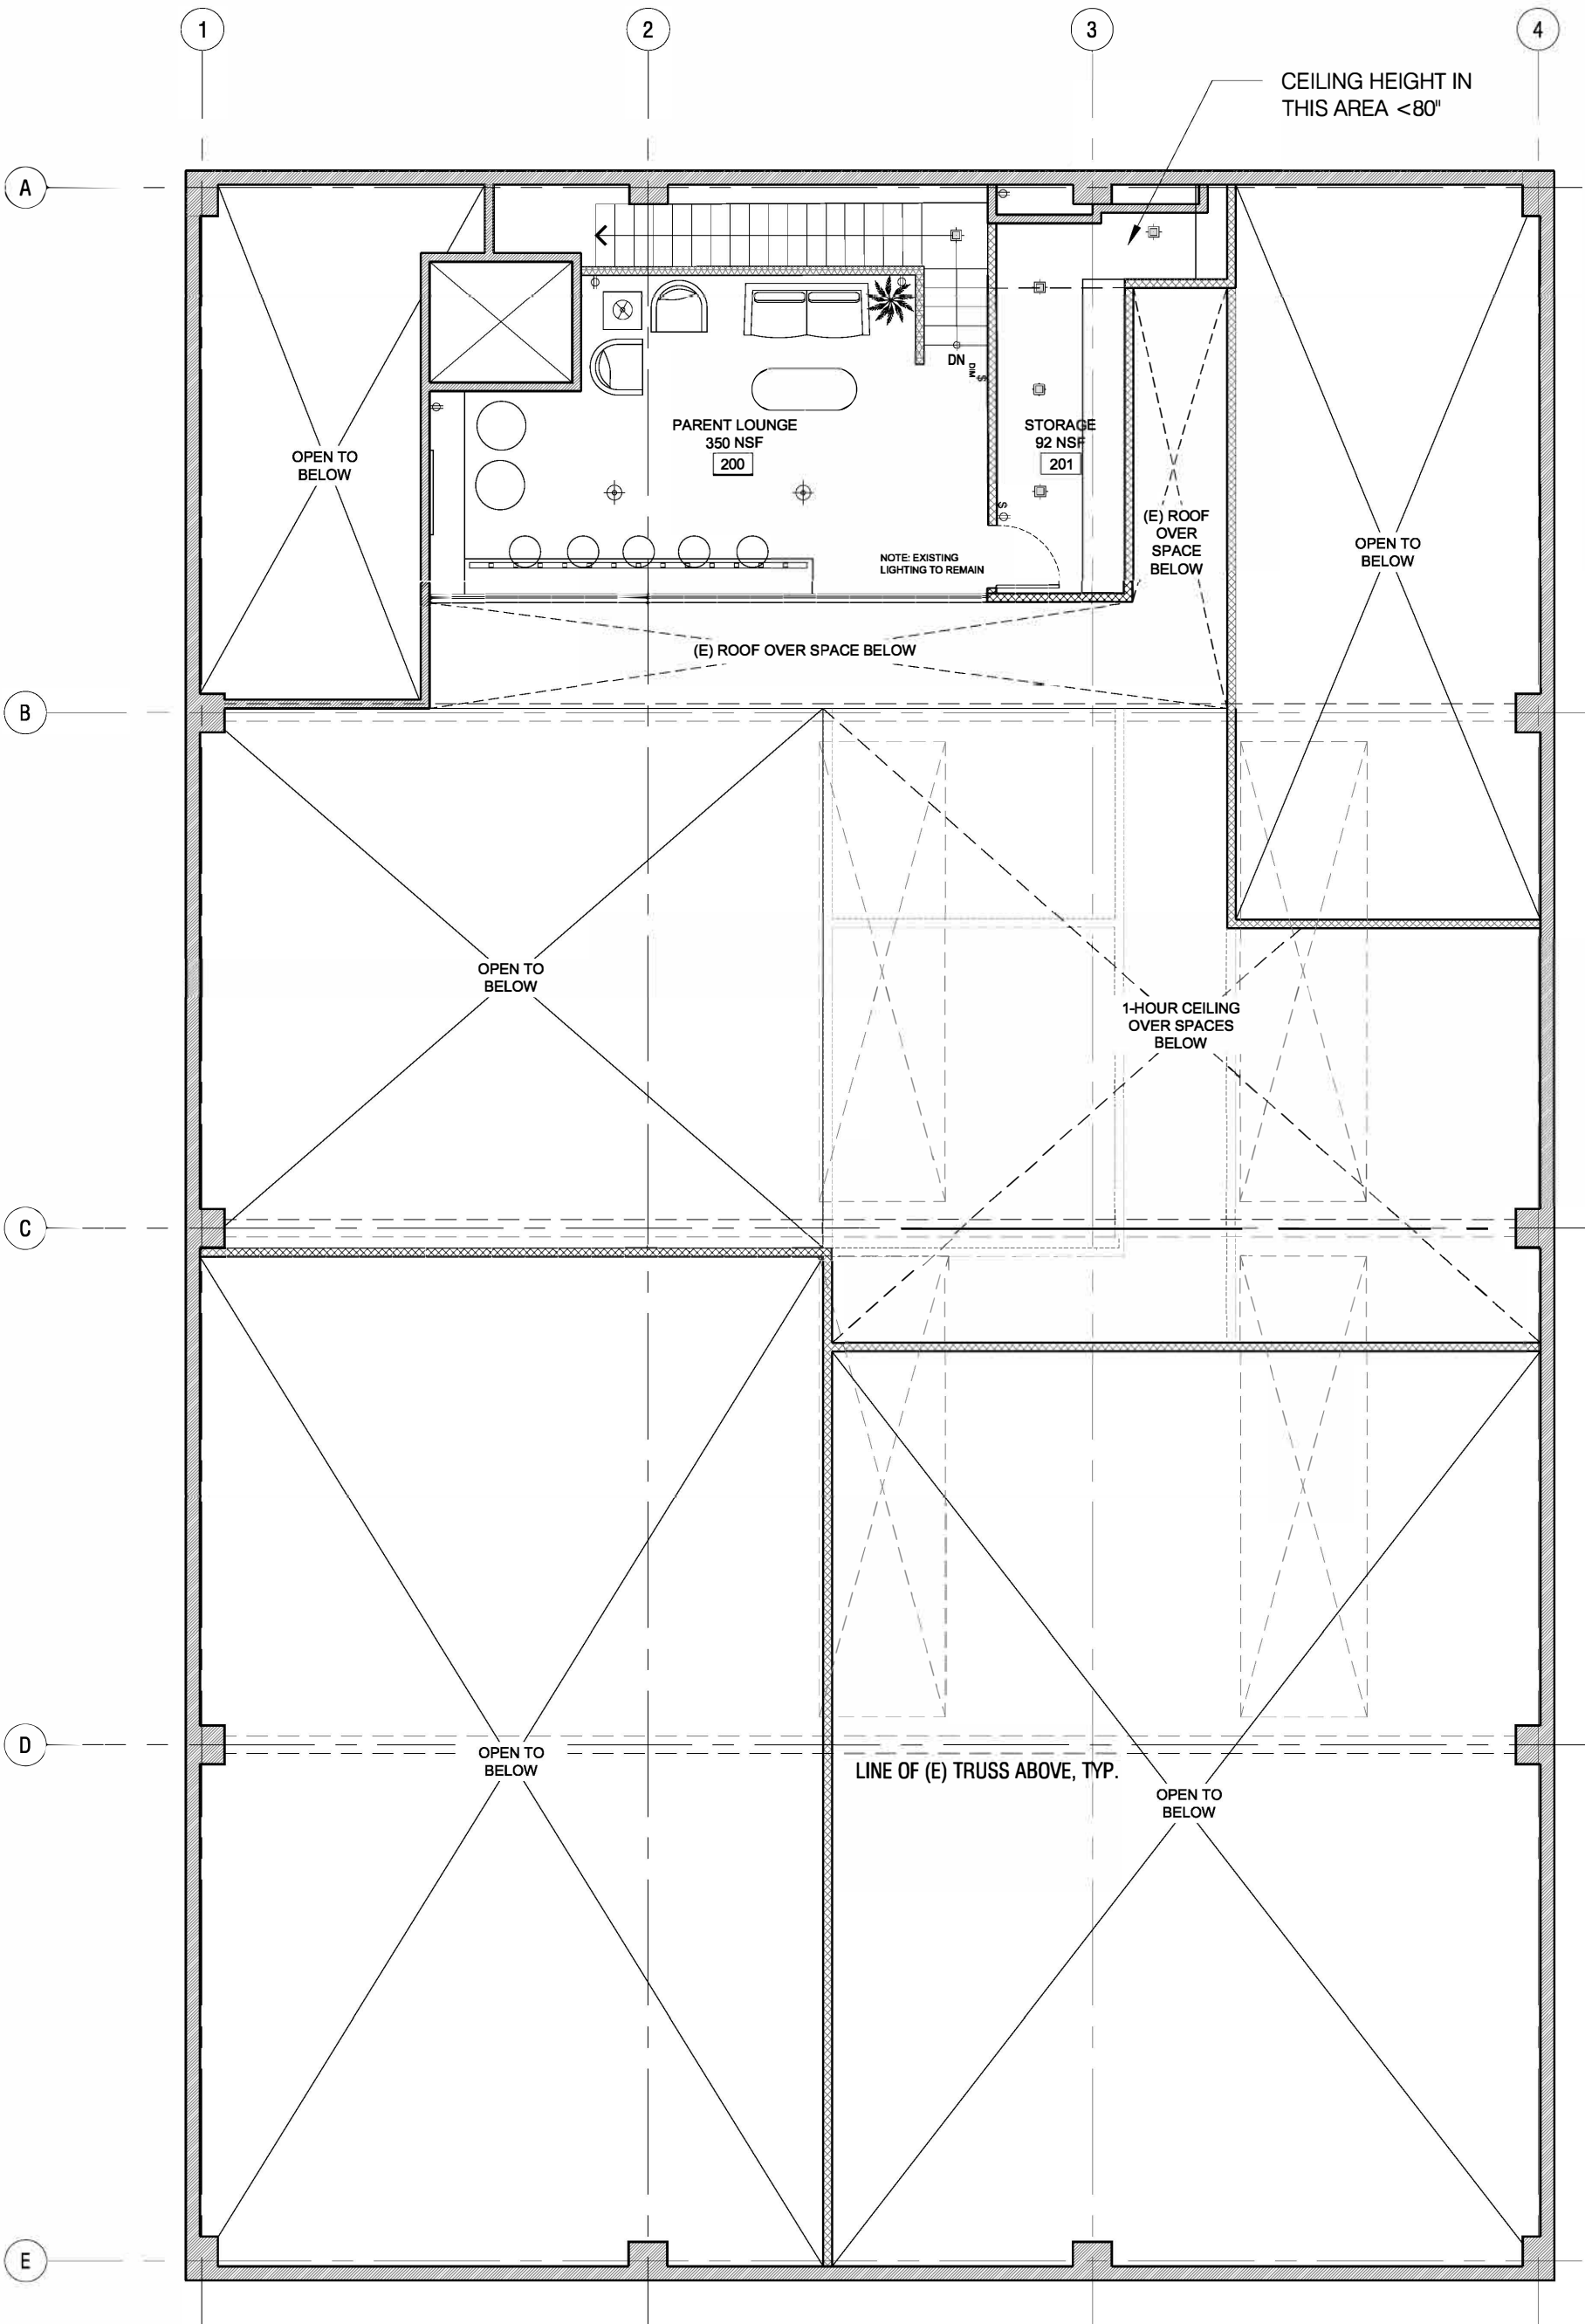 1
2
3
4
CEILING HEIGHT IN
THIS AREA <80"
A
DN
DIM
$
PARENT LOUNGE
350 NSF
200
STORAGE
92 NSF
201
OPEN TO
BELOW
S
(E) ROOF
OVER
SPACE
BELOW
OPEN TO
BELOW
NOTE: EXISTING
LIGHTING TO REMAIN
(E) ROOF OVER SPACE BELOW
B
OPEN TO
BELOW
1-HOUR CEILING
OVER SPACES
BELOW
C
D
OPEN TO
BELOW
LINE OF (E) TRUSS ABOVE, TYP.
OPEN TO
BELOW
E